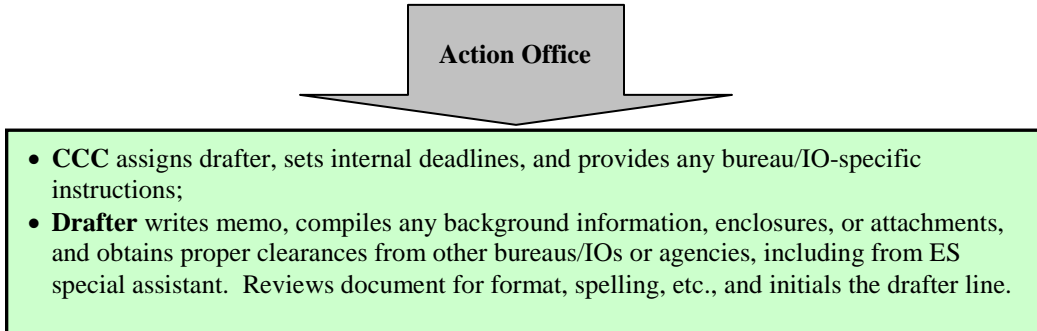 Action Office
• CCC assigns drafter, sets internal deadlines, and provides any bureau/IO-specific
instructions;
• Drafter writes memo, compiles any background information, enclosures, or attachments,
and obtains proper clearances from other bureaus/IOs or agencies, including from ES
special assistant.  Reviews document for format, spelling, etc., and initials the drafter line.